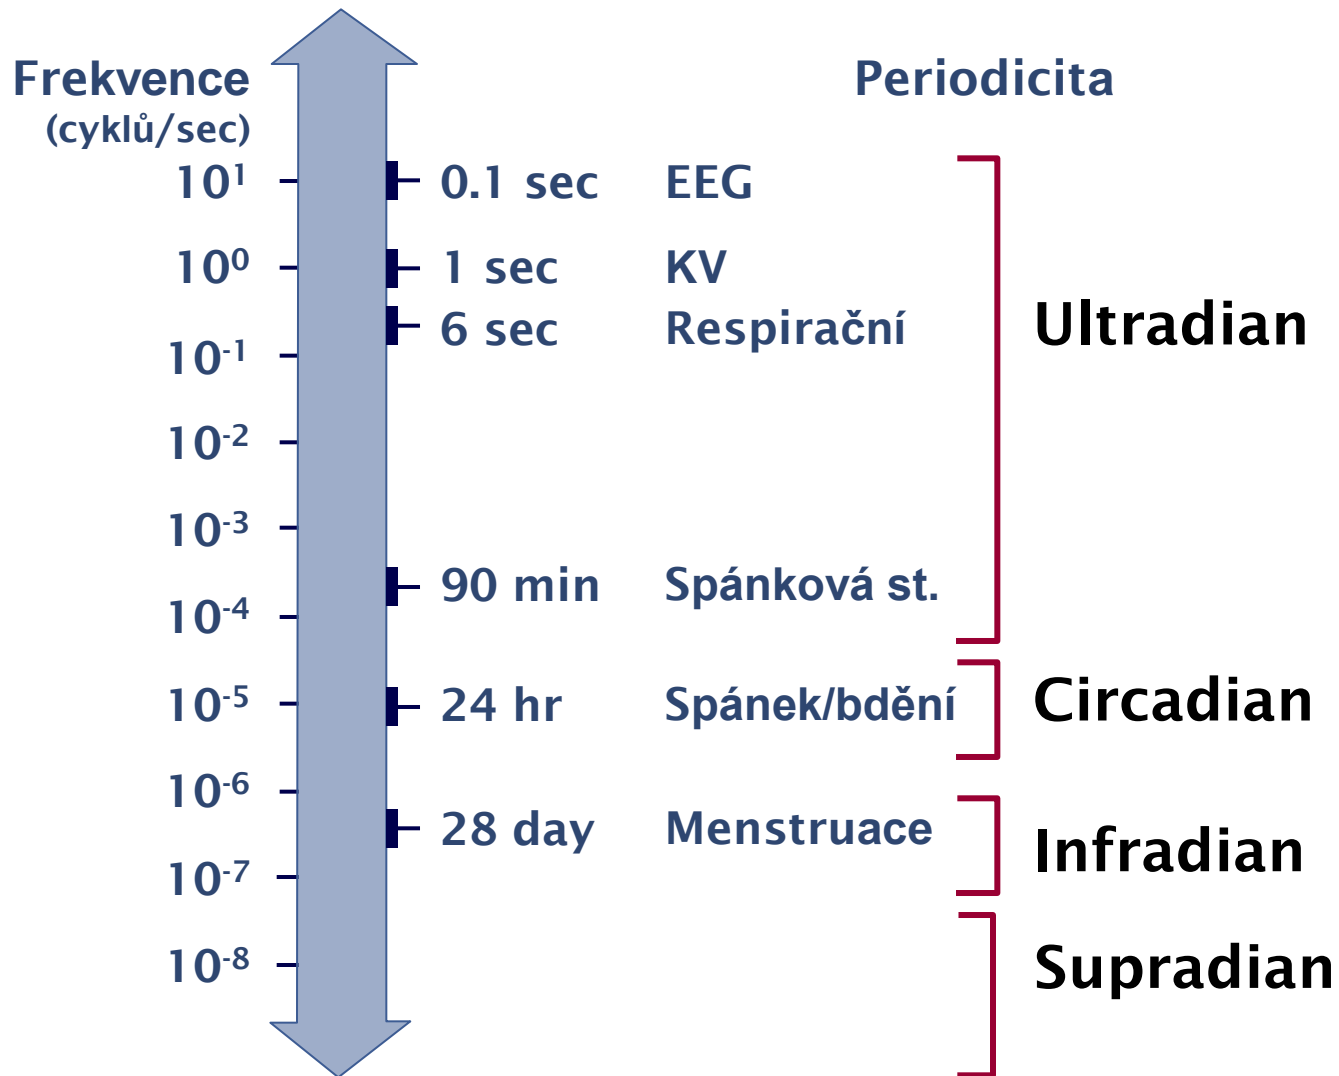 Frekvence
(cyklů/sec)
Periodicita
10¹ 0.1 sec EEG
10⁰ 1 sec KV
6 sec Respirační
10⁻¹
Ultradian
10⁻²
10⁻³
90 min Spánková st.
10⁻⁴
10⁻⁵ 24 hr Spánek/bdění
Circadian
10⁻⁶
28 day Menstruace
Infradian
10⁻⁷
10⁻⁸
Supradian